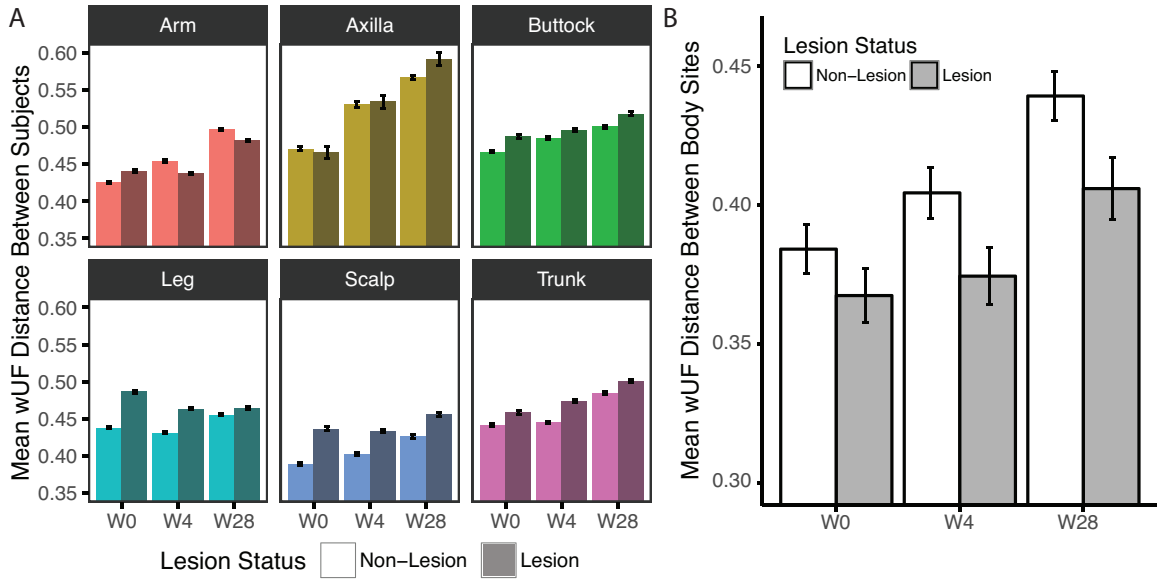 A
Arm
Axilla
Buttock
Mean wUF Distance Between Subjects
0.60
0.55
0.50
0.45
0.40
0.35
Leg
Scalp
Trunk
0.60
0.55
0.50
0.45
0.40
0.35
W0 W4 W28
W0 W4 W28
W0 W4 W28
Lesion Status Non−Lesion Lesion
B
Mean wUF Distance Between Body Sites
Lesion Status
Non−Lesion Lesion
0.45
0.40
0.35
0.30
W0 W4 W28